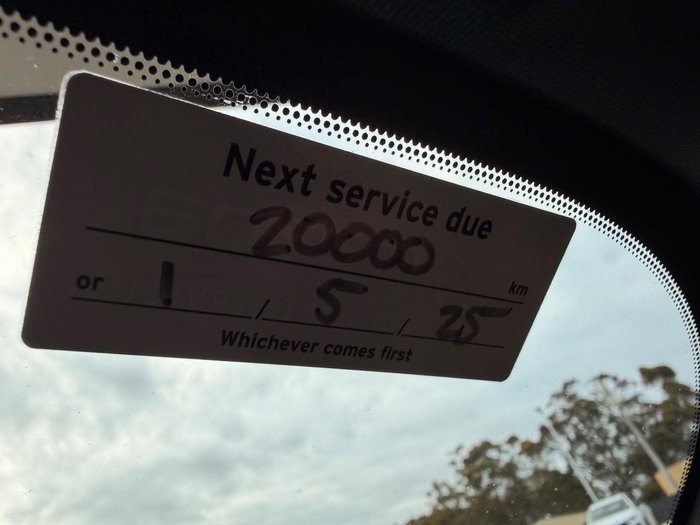 Next service due
20000 km
or 1 / 5 / 25
Whichever comes first